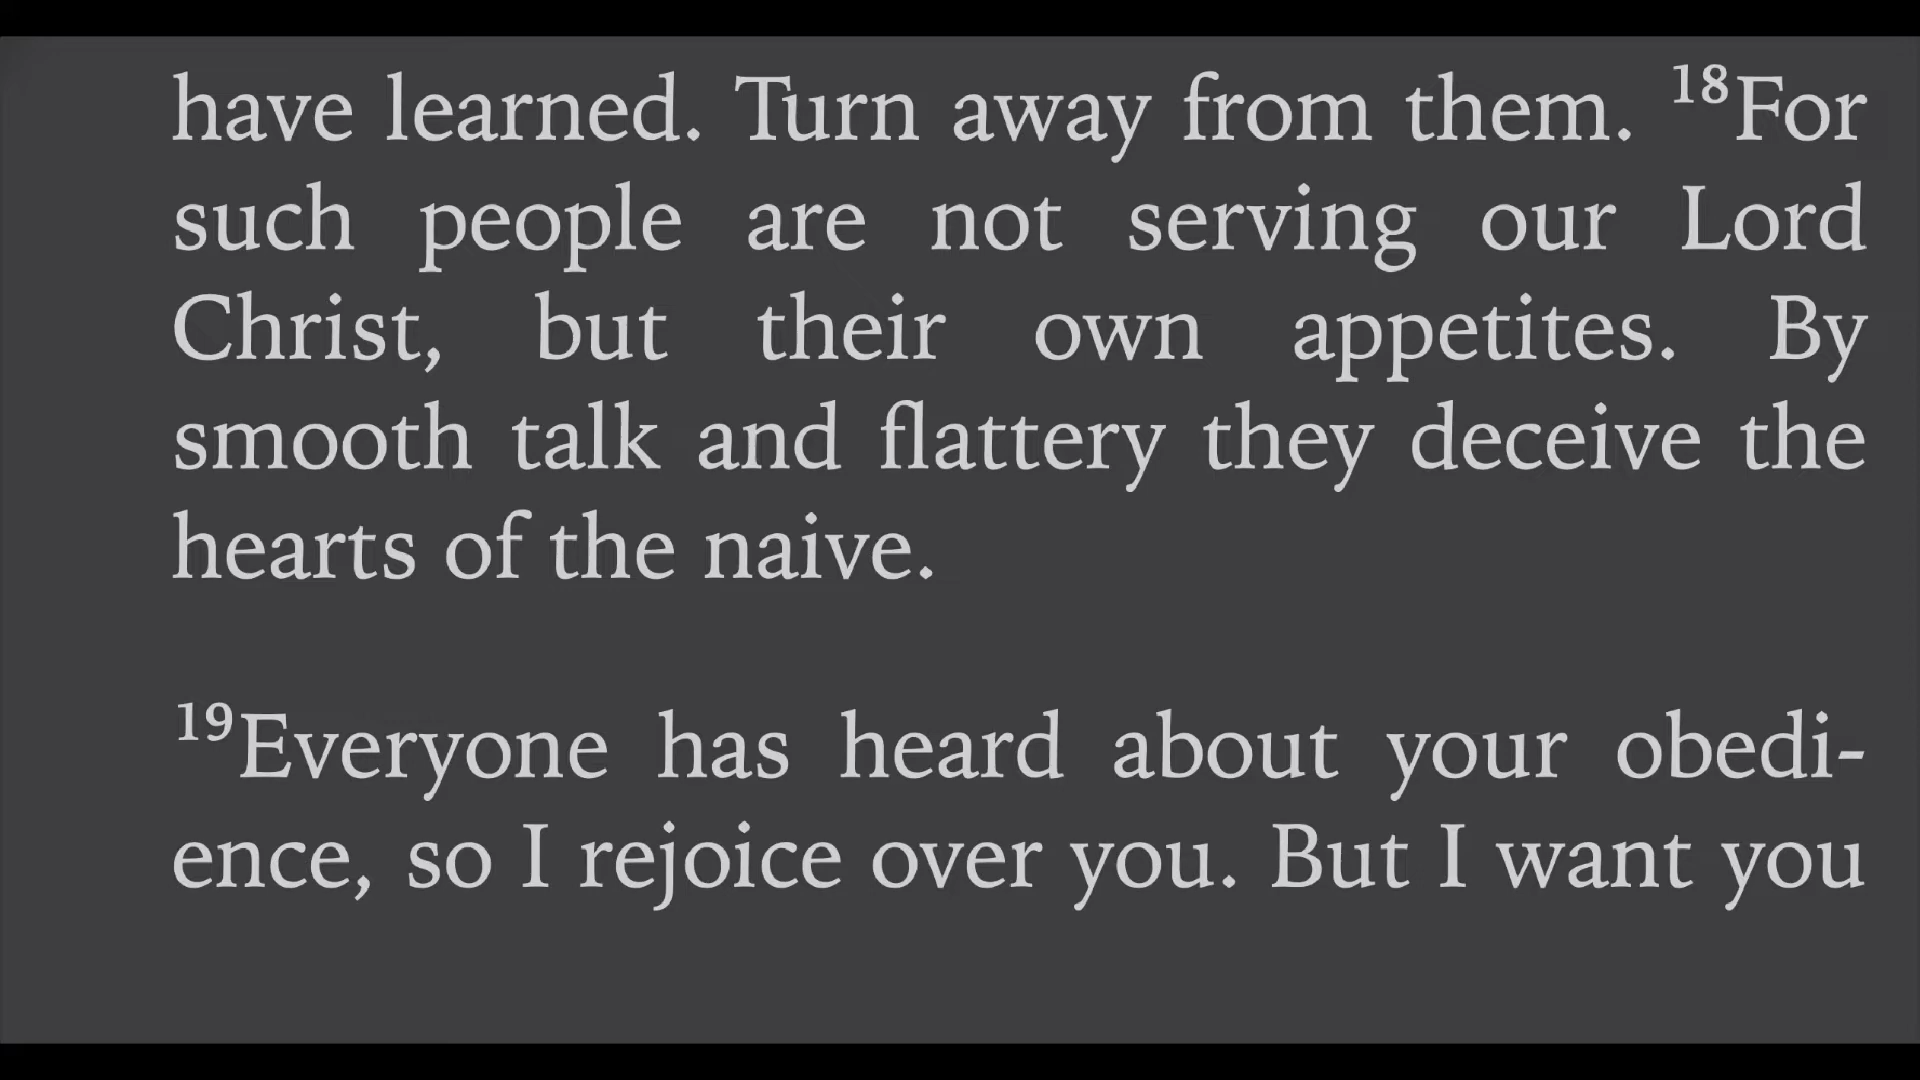 have learned. Turn away from them. ¹⁸For
such people are not serving our Lord
Christ, but their own appetites. By
smooth talk and flattery they deceive the
hearts of the naive.
¹⁹Everyone has heard about your obedi-
ence, so I rejoice over you. But I want you